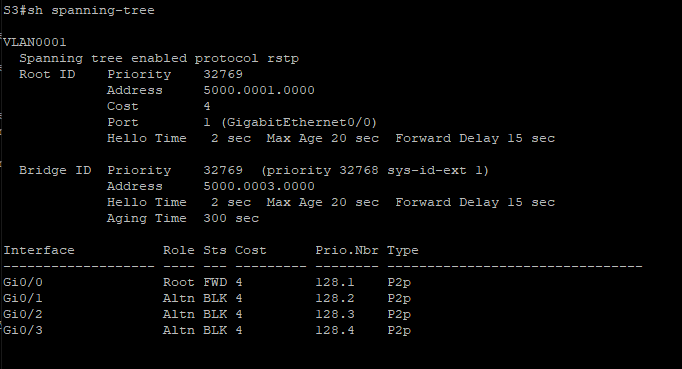 S3#sh spanning-tree
VLAN0001
  Spanning tree enabled protocol rstp
  Root ID    Priority    32769
             Address     5000.0001.0000
             Cost        4
             Port        1 (GigabitEthernet0/0)
             Hello Time   2 sec  Max Age 20 sec  Forward Delay 15 sec
  Bridge ID  Priority    32769  (priority 32768 sys-id-ext 1)
             Address     5000.0003.0000
             Hello Time   2 sec  Max Age 20 sec  Forward Delay 15 sec
             Aging Time  300 sec
Interface           Role Sts Cost      Prio.Nbr Type
------------------- ---- --- --------- -------- --------------------------------
Gi0/0               Root FWD 4         128.1    P2p
Gi0/1               Altn BLK 4         128.2    P2p
Gi0/2               Altn BLK 4         128.3    P2p
Gi0/3               Altn BLK 4         128.4    P2p